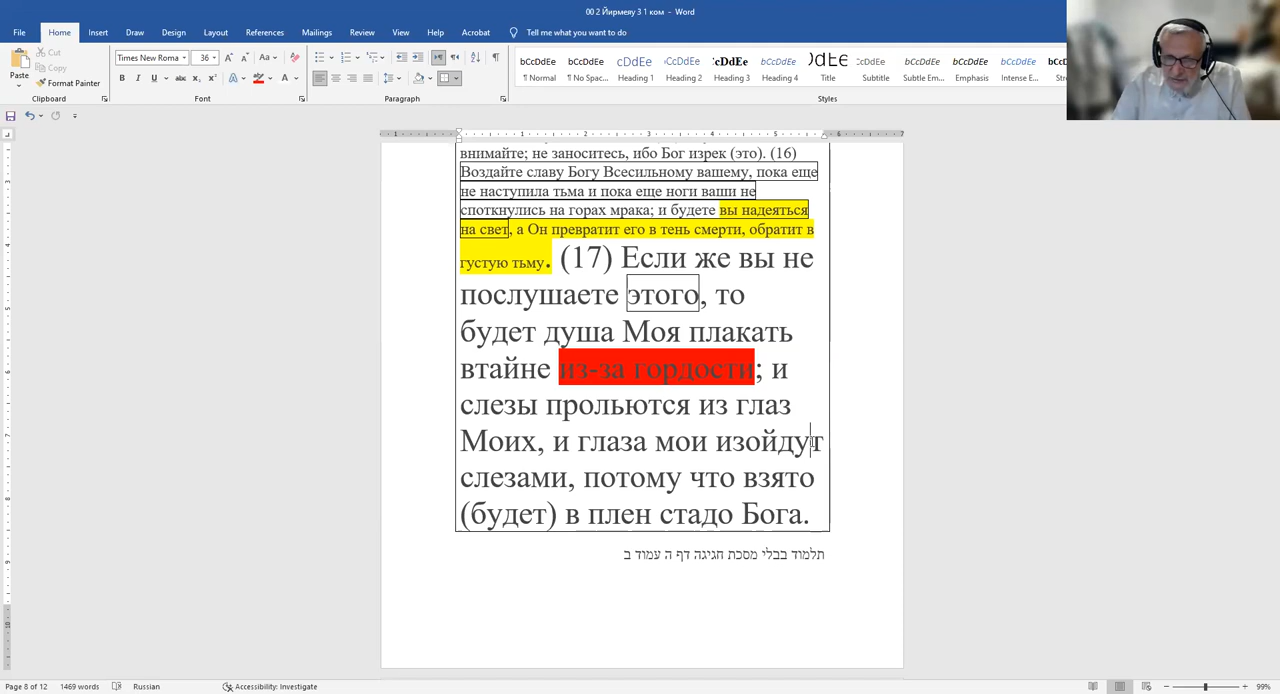 00 2 Йирмеяу 3 1 ком - Word
File Home Insert Draw Design Layout References Mailings Review View Help Acrobat Tell me what you want to do
Paste
Cut
Copy
Format Painter
Clipboard
Times New Roma 36
Font
Paragraph
AaBbCcDdEe
¶ Normal ¶ No Spac... Heading 1 Heading 2 Heading 3 Heading 4 Title Subtitle Subtle Em... Emphasis Intense E...
Styles
внимайте; не заноситесь, ибо Бог изрек (это). (16)
Воздайте славу Богу Всесильному вашему, пока еще
не наступила тьма и пока еще ноги ваши не
споткнулись на горах мрака; и будете вы надеяться
на свет, а Он превратит его в тень смерти, обратит в
густую тьму. (17) Если же вы не
послушаете этого, то
будет душа Моя плакать
втайне из-за гордости; и
слезы прольются из глаз
Моих, и глаза мои изойдут
слезами, потому что взято
(будет) в плен стадо Бога.
תלמוד בבלי מסכת חגיגה דף ה עמוד ב
Page 8 of 12 1469 words Russian Accessibility: Investigate 99%